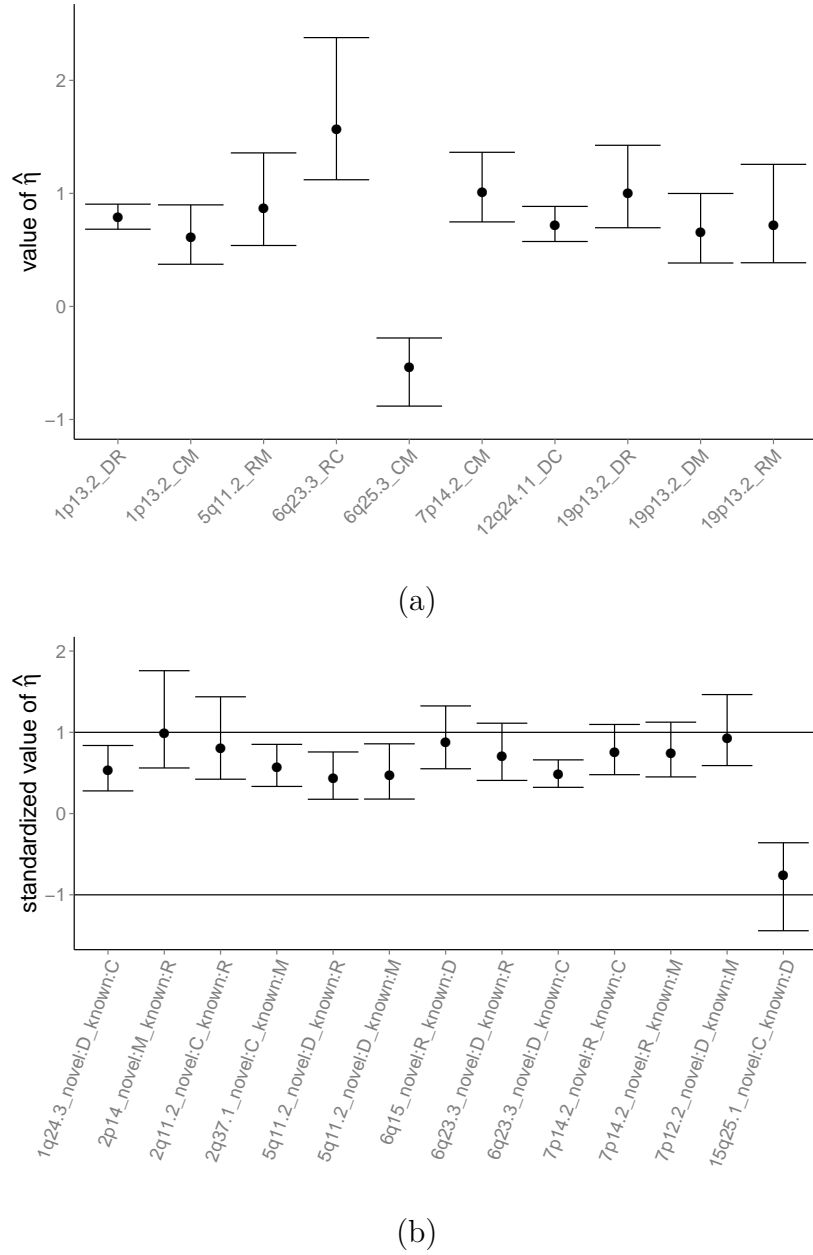 value of η̂
2
1
0
−1
1p13.2_DR
1p13.2_CM
5q11.2_RM
6q23.3_RC
6q25.3_CM
7p14.2_CM
12q24.11_DC
19p13.2_DR
19p13.2_DM
19p13.2_RM
(a)
standardized value of η̂
2
1
0
−1
1q24.3_novel:D_known:C
2p14_novel:M_known:R
2q11.2_novel:C_known:R
2q37.1_novel:C_known:M
5q11.2_novel:D_known:R
5q11.2_novel:D_known:M
6q15_novel:R_known:D
6q23.3_novel:D_known:R
6q23.3_novel:D_known:C
7p14.2_novel:R_known:C
7p14.2_novel:R_known:M
7p12.2_novel:D_known:M
15q25.1_novel:C_known:D
(b)